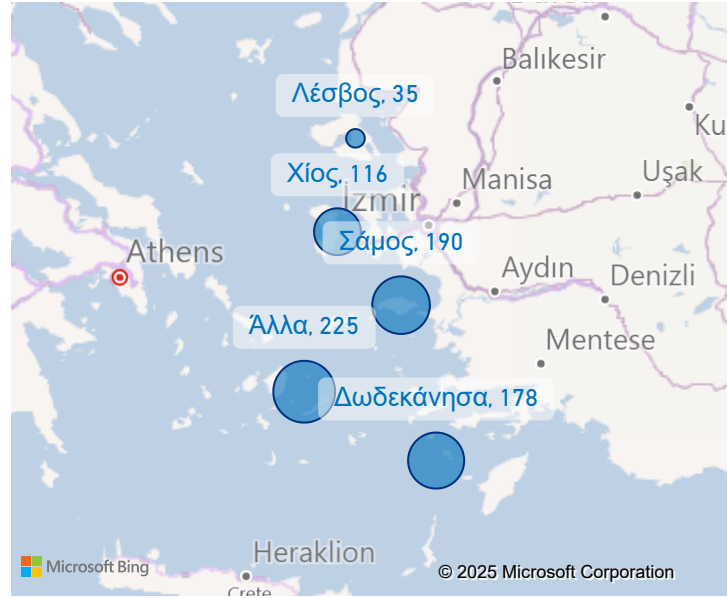 Balıkesir
Λέσβος, 35
Ku
Χίος, 116
Uşak
Manisa
İzmir
Σάμος, 190
Athens
Aydın
Denizli
Άλλα, 225
Mentese
Δωδεκάνησα, 178
Heraklion
Microsoft Bing
© 2025 Microsoft Corporation
Crete